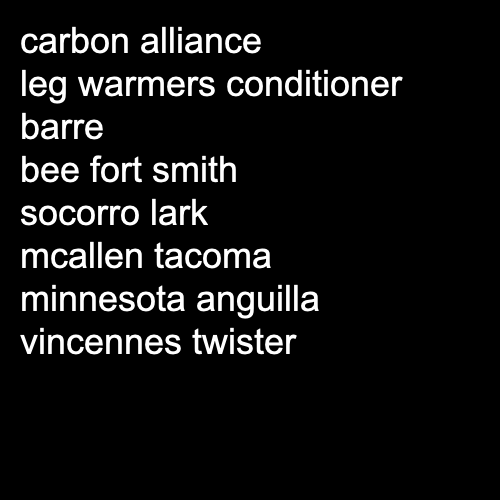 carbon alliance
leg warmers conditioner
barre
bee fort smith
socorro lark
mcallen tacoma
minnesota anguilla
vincennes twister